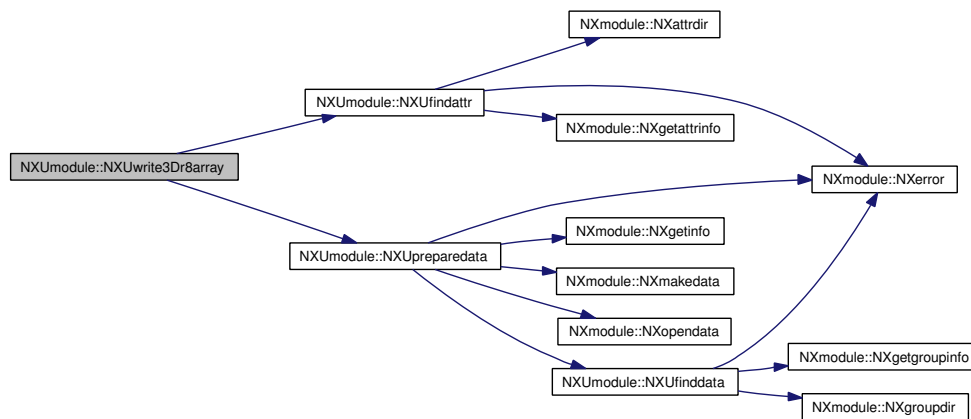 NXmodule::NXattrdir
NXUmodule::NXUfindattr
NXmodule::NXgetattrinfo
NXUmodule::NXUwrite3Dr8array
NXmodule::NXerror
NXmodule::NXgetinfo
NXUmodule::NXUpreparedata
NXmodule::NXmakedata
NXmodule::NXopendata
NXmodule::NXgetgroupinfo
NXUmodule::NXUfinddata
NXmodule::NXgroupdir